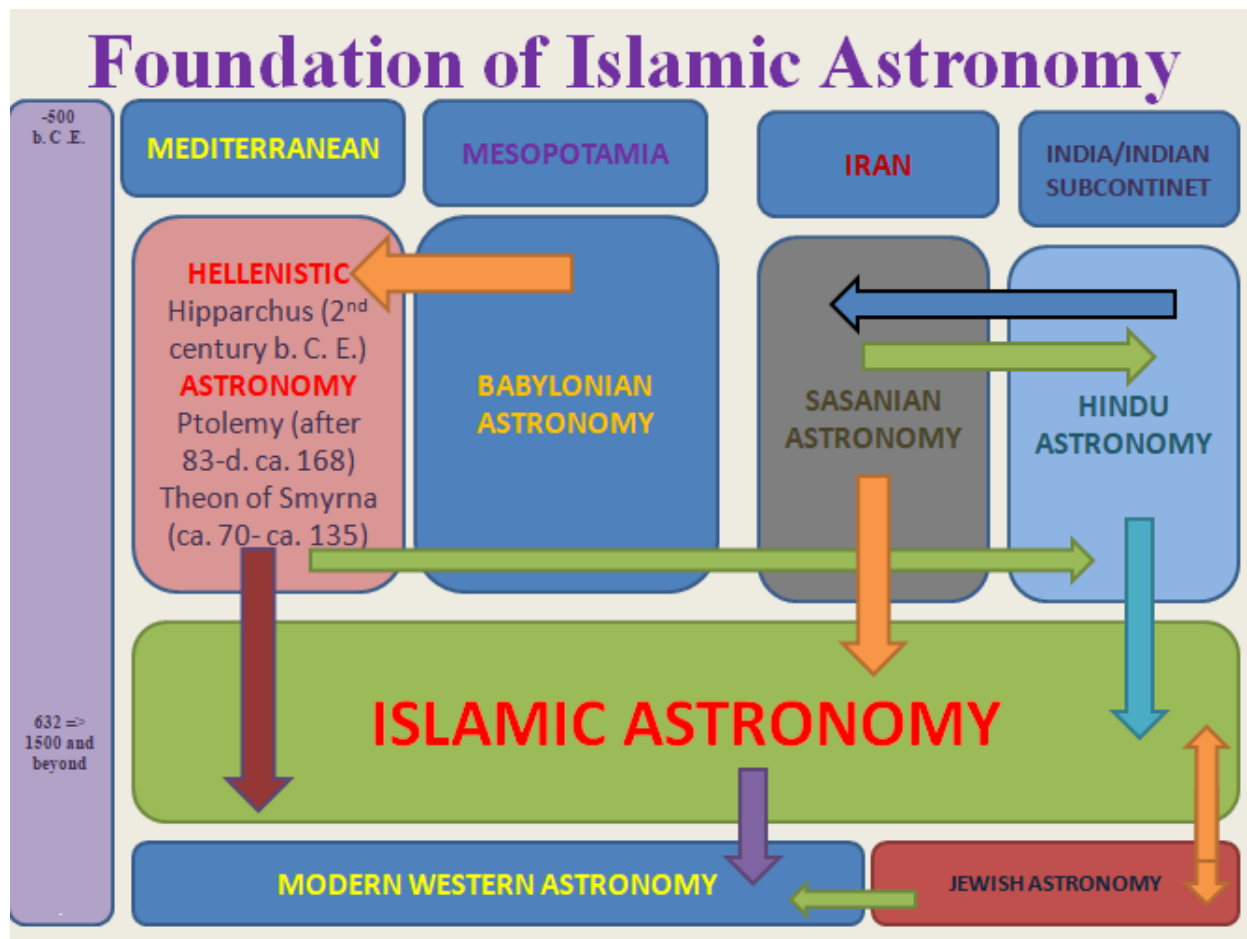 Foundation of Islamic Astronomy
-500
b. C .E.
MEDITERRANEAN
MESOPOTAMIA
IRAN
INDIA/INDIAN
SUBCONTINET
HELLENISTIC
Hipparchus (2nd
century b. C. E.)
ASTRONOMY
Ptolemy (after
83-d. ca. 168)
Theon of Smyrna
(ca. 70- ca. 135)
BABYLONIAN
ASTRONOMY
SASANIAN
ASTRONOMY
HINDU
ASTRONOMY
632 =>
1500 and
beyond
ISLAMIC ASTRONOMY
MODERN WESTERN ASTRONOMY
JEWISH ASTRONOMY